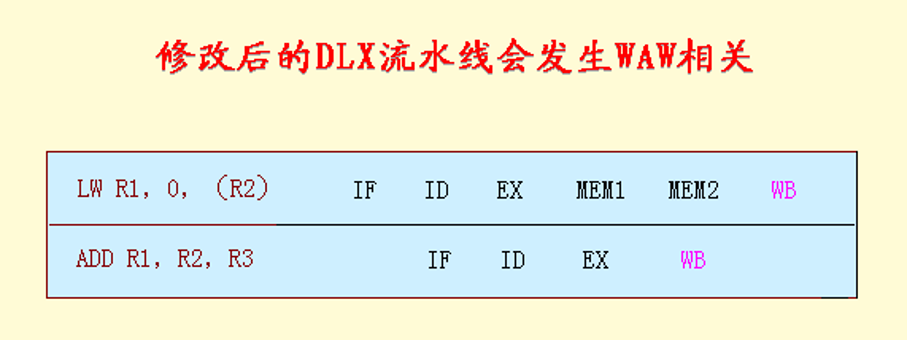 修改后的DLX流水线会发生WAW相关
LW R1, 0, (R2) IF ID EX MEM1 MEM2 WB
ADD R1, R2, R3 IF ID EX WB